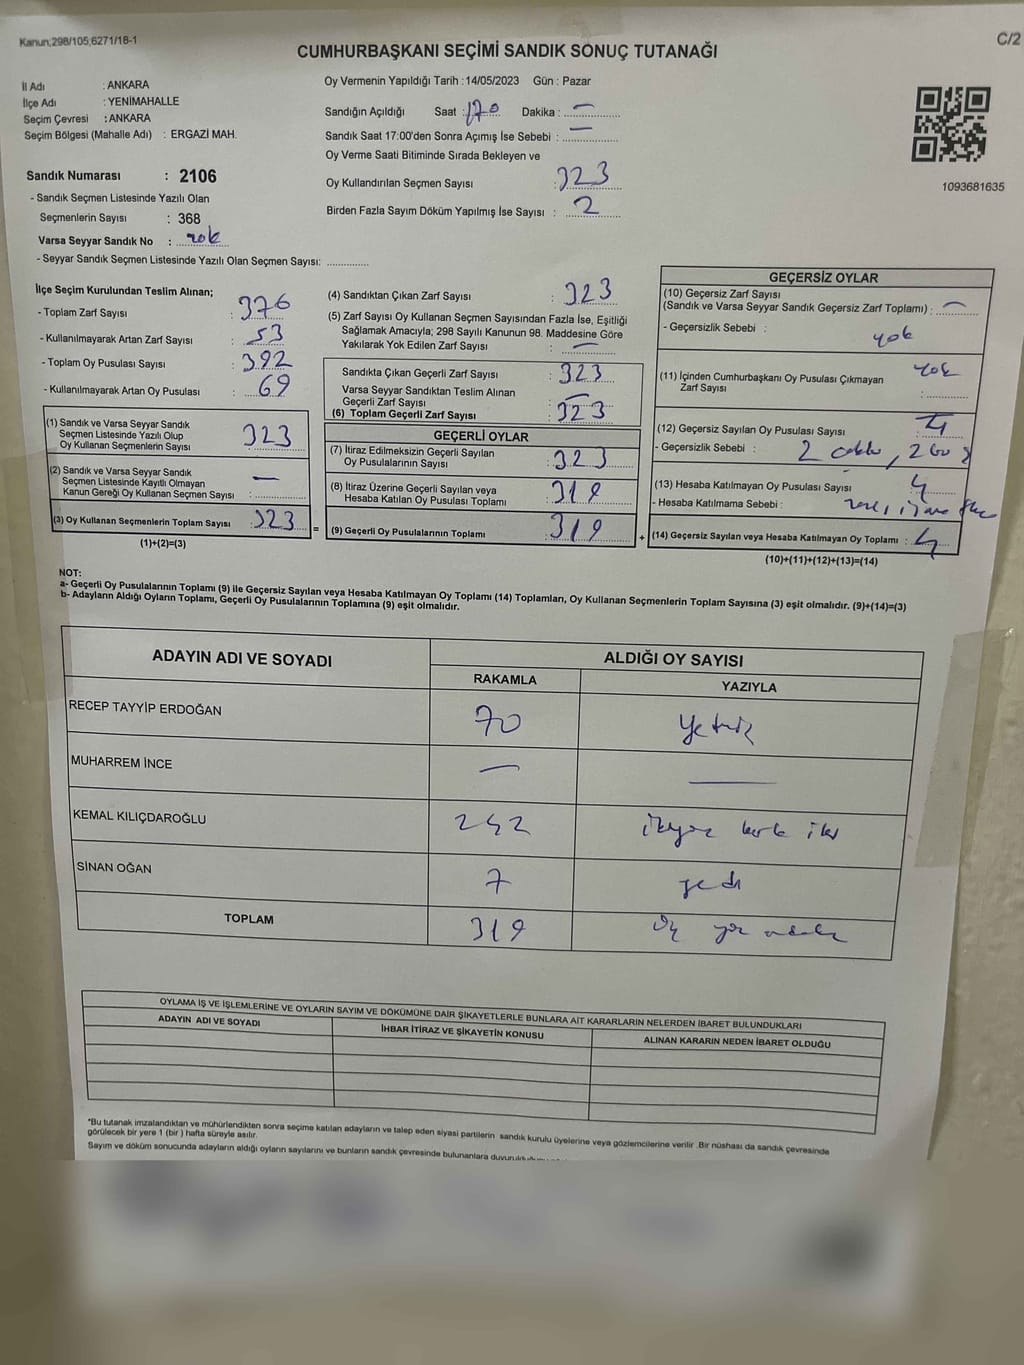 Kanun;298/105;6271/18-1
C/2
CUMHURBAŞKANI SEÇİMİ SANDIK SONUÇ TUTANAĞI
İl Adı : ANKARA
İlçe Adı : YENİMAHALLE
Seçim Çevresi : ANKARA
Seçim Bölgesi (Mahalle Adı) : ERGAZİ MAH.
Sandık Numarası : 2106
- Sandık Seçmen Listesinde Yazılı Olan
Seçmenlerin Sayısı : 368
Varsa Seyyar Sandık No : yok
- Seyyar Sandık Seçmen Listesinde Yazılı Olan Seçmen Sayısı: ..............
Oy Vermenin Yapıldığı Tarih : 14/05/2023 Gün : Pazar
Sandığın Açıldığı Saat : 170 Dakika : —
Sandık Saat 17:00'den Sonra Açımış İse Sebebi : —
Oy Verme Saati Bitiminde Sırada Bekleyen ve
Oy Kullandırılan Seçmen Sayısı : 323
Birden Fazla Sayım Döküm Yapılmış İse Sayısı : 2
1093681635
İlçe Seçim Kurulundan Teslim Alınan;
- Toplam Zarf Sayısı : 376
- Kullanılmayarak Artan Zarf Sayısı : 53
- Toplam Oy Pusulası Sayısı : 392
- Kullanılmayarak Artan Oy Pusulası : 69
(1) Sandık ve Varsa Seyyar Sandık
Seçmen Listesinde Yazılı Olup
Oy Kullanan Seçmenlerin Sayısı : 323
(2) Sandık ve Varsa Seyyar Sandık
Seçmen Listesinde Kayıtlı Olmayan
Kanun Gereği Oy Kullanan Seçmen Sayısı : —
(3) Oy Kullanan Seçmenlerin Toplam Sayısı : 323 =
(1)+(2)=(3)
(4) Sandıktan Çıkan Zarf Sayısı : 323
(5) Zarf Sayısı Oy Kullanan Seçmen Sayısından Fazla İse, Eşitliği
Sağlamak Amacıyla; 298 Sayılı Kanunun 98. Maddesine Göre
Yakılarak Yok Edilen Zarf Sayısı : —
Sandıkta Çıkan Geçerli Zarf Sayısı : 323
Varsa Seyyar Sandıktan Teslim Alınan
Geçerli Zarf Sayısı : —
(6) Toplam Geçerli Zarf Sayısı : 323
GEÇERLİ OYLAR
(7) İtiraz Edilmeksizin Geçerli Sayılan
Oy Pusulalarının Sayısı : 323
(8) İtiraz Üzerine Geçerli Sayılan veya
Hesaba Katılan Oy Pusulası Toplamı : 319
(9) Geçerli Oy Pusulalarının Toplamı : 319 +
GEÇERSİZ OYLAR
(10) Geçersiz Zarf Sayısı
(Sandık ve Varsa Seyyar Sandık Geçersiz Zarf Toplamı) : —
- Geçersizlik Sebebi : yok
(11) İçinden Cumhurbaşkanı Oy Pusulası Çıkmayan
Zarf Sayısı : yok
(12) Geçersiz Sayılan Oy Pusulası Sayısı : 4
- Geçersizlik Sebebi : 2 , 2
(13) Hesaba Katılmayan Oy Pusulası Sayısı : 4
- Hesaba Katılmama Sebebi :
(14) Geçersiz Sayılan veya Hesaba Katılmayan Oy Toplamı : 4
(10)+(11)+(12)+(13)=(14)
NOT:
a- Geçerli Oy Pusulalarının Toplamı (9) ile Geçersiz Sayılan veya Hesaba Katılmayan Oy Toplamı (14) Toplamları, Oy Kullanan Seçmenlerin Toplam Sayısına (3) eşit olmalıdır. (9)+(14)=(3)
b- Adayların Aldığı Oyların Toplamı, Geçerli Oy Pusulalarının Toplamına (9) eşit olmalıdır.
ADAYIN ADI VE SOYADI
ALDIĞI OY SAYISI
RAKAMLA YAZIYLA
RECEP TAYYİP ERDOĞAN 70 Yetmiş
MUHARREM İNCE — —
KEMAL KILIÇDAROĞLU 242 ikiyüz kırk iki
SİNAN OĞAN 7 yedi
TOPLAM 319 Üç yüz
OYLAMA İŞ VE İŞLEMLERİNE VE OYLARIN SAYIM VE DÖKÜMÜNE DAİR ŞİKAYETLERLE BUNLARA AİT KARARLARIN NELERDEN İBARET BULUNDUKLARI
ADAYIN ADI VE SOYADI
İHBAR İTİRAZ VE ŞİKAYETİN KONUSU
ALINAN KARARIN NEDEN İBARET OLDUĞU
*Bu tutanak imzalandıktan ve mühürlendikten sonra seçime katılan adayların ve talep eden siyasi partilerin sandık kurulu üyelerine veya gözlemcilerine verilir .Bir nüshası da sandık çevresinde
görülecek bir yere 1 (bir ) hafta süreyle asılır.
Sayım ve döküm sonucunda adayların aldığı oyların sayılarını ve bunların sandık çevresinde bulunanlara